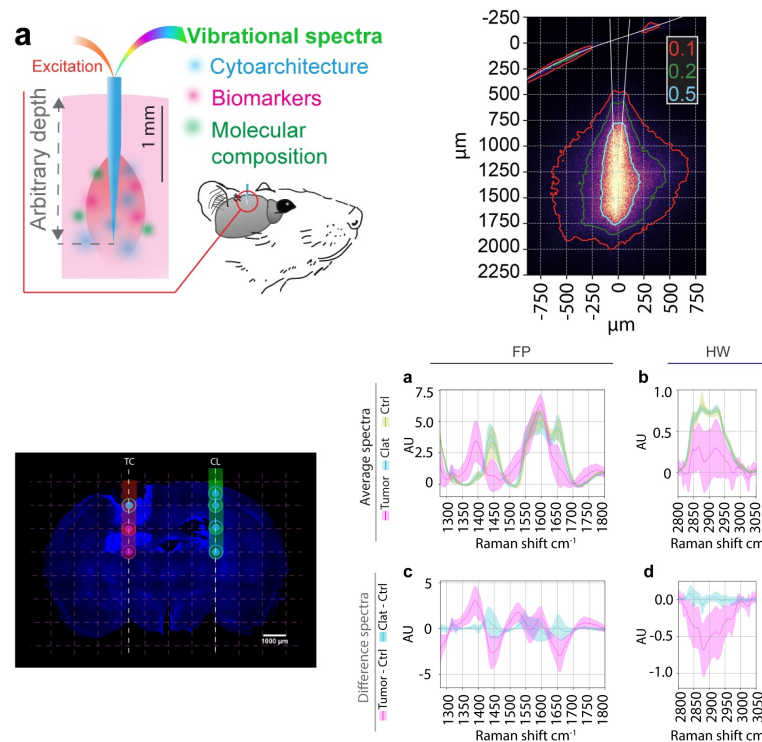 a
Vibrational spectra
Excitation
Cytoarchitecture
Biomarkers
Molecular
composition
Arbitrary depth
1 mm
-250
0
250
500
750
1000
1250
1500
1750
2000
2250
µm
0.1
0.2
0.5
-750
-500
-250
0
250
500
750
µm
TC
CL
1000 µm
FP
HW
a
Average spectra
Tumor
Clat
Ctrl
7.5
5.0
2.5
0
AU
1300
1350
1400
1450
1500
1550
1600
1650
1700
1750
1800
Raman shift cm-1
b
1.0
0.5
0
AU
2800
2850
2900
2950
3000
3050
Raman shift cm
c
Difference spectra
Tumor - Ctrl
Clat - Ctrl
5
0
-5
AU
1300
1350
1400
1450
1500
1550
1600
1650
1700
1750
1800
Raman shift cm-1
d
0.0
-0.5
-1.0
AU
2800
2850
2900
2950
3000
3050
Raman shift cm